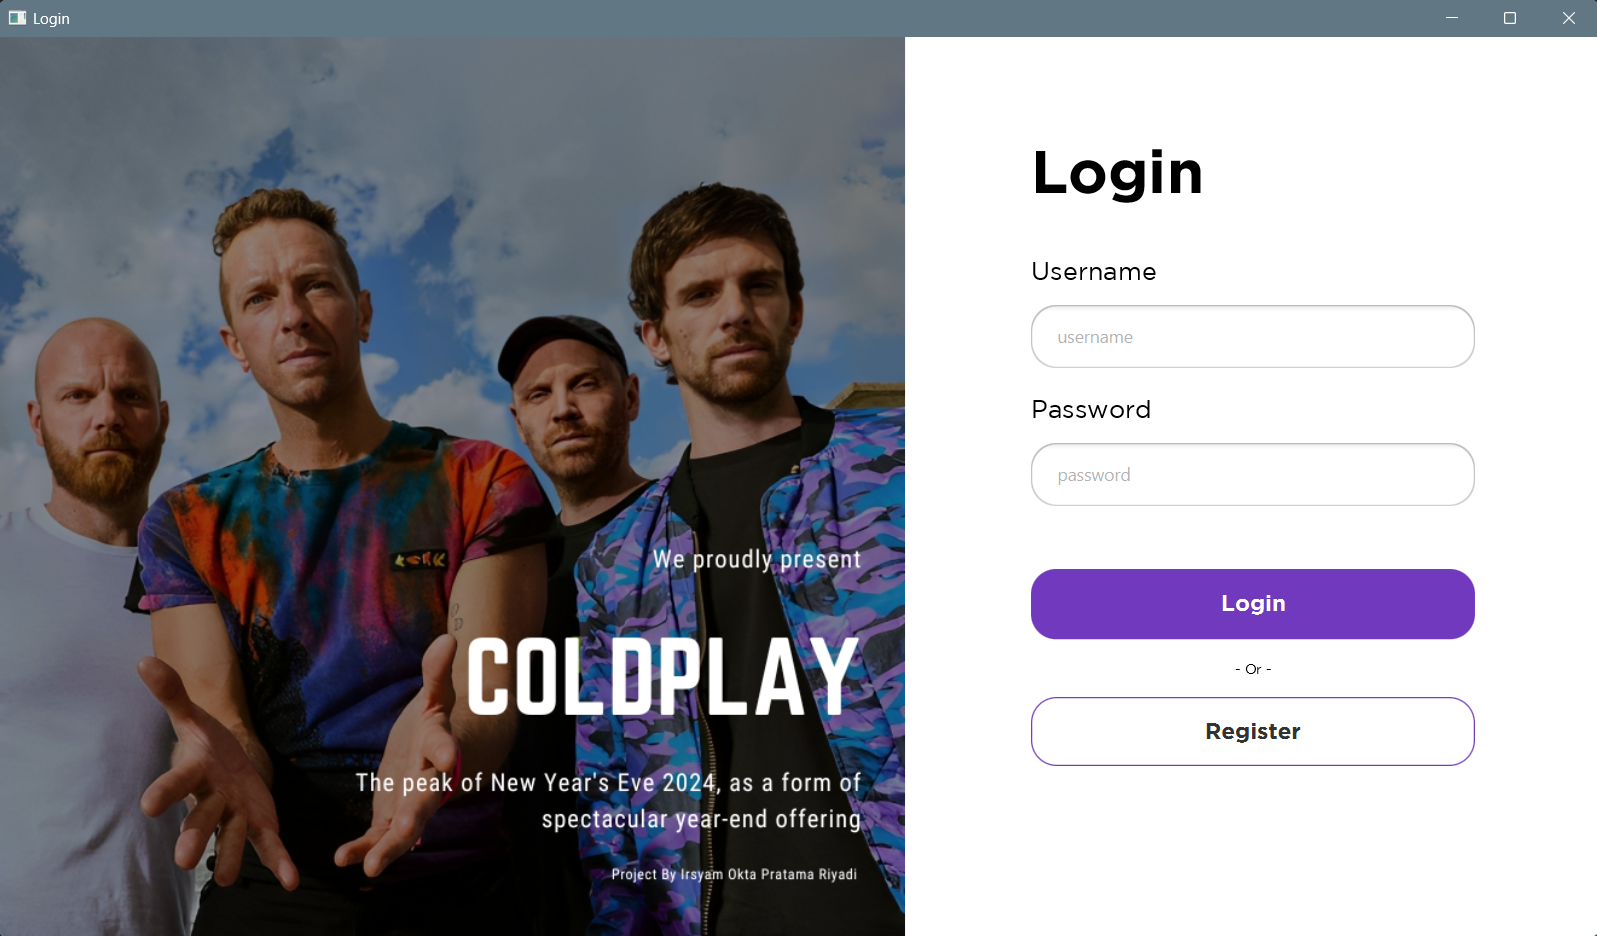 Login
We proudly present
COLDPLAY
The peak of New Year's Eve 2024, as a form of
spectacular year-end offering
Project By Irsyam Okta Pratama Riyadi
Login
Username
username
Password
password
Login
- Or -
Register